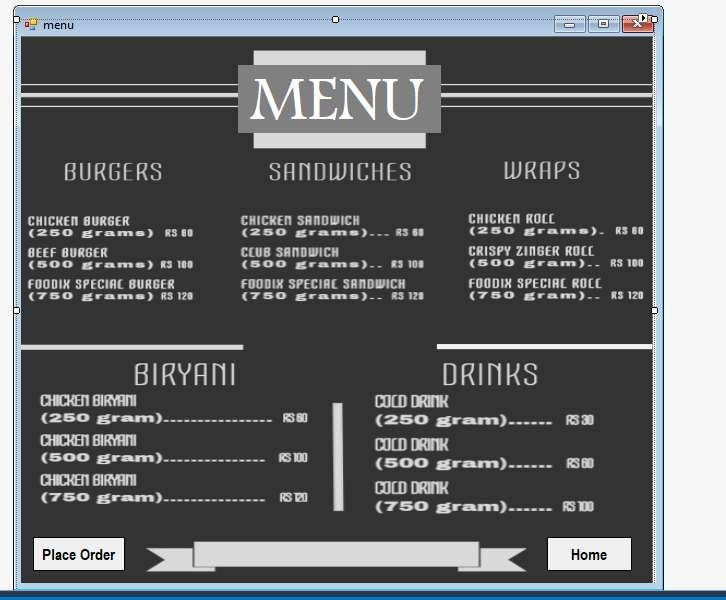 menu
MENU
BURGERS
CHICKEN BURGER
(250 grams) RS 80
BEEF BURGER
(500 grams) RS 100
FOODIX SPECIAL BURGER
(750 grams) RS 120
SANDWICHES
CHICKEN SANDWICH
(250 grams)... RS 60
CLUB SANDWICH
(500 grams).. RS 100
FOODIX SPECIAL SANDWICH
(750 grams).. RS 120
WRAPS
CHICKEN ROLL
(250 grams). RS 60
CRISPY ZINGER ROLL
(500 gram).. RS 100
FOODIX SPECIAL ROLL
(750 gram).. RS 120
BIRYANI
CHICKEN BIRYANI
(250 gram)................. RS 80
CHICKEN BIRYANI
(500 gram)................ RS 100
CHICKEN BIRYANI
(750 gram)................ RS 120
DRINKS
COLD DRINK
(250 gram)...... RS 30
COLD DRINK
(500 gram)...... RS 60
COLD DRINK
(750 gram)...... RS 100
Place Order
Home